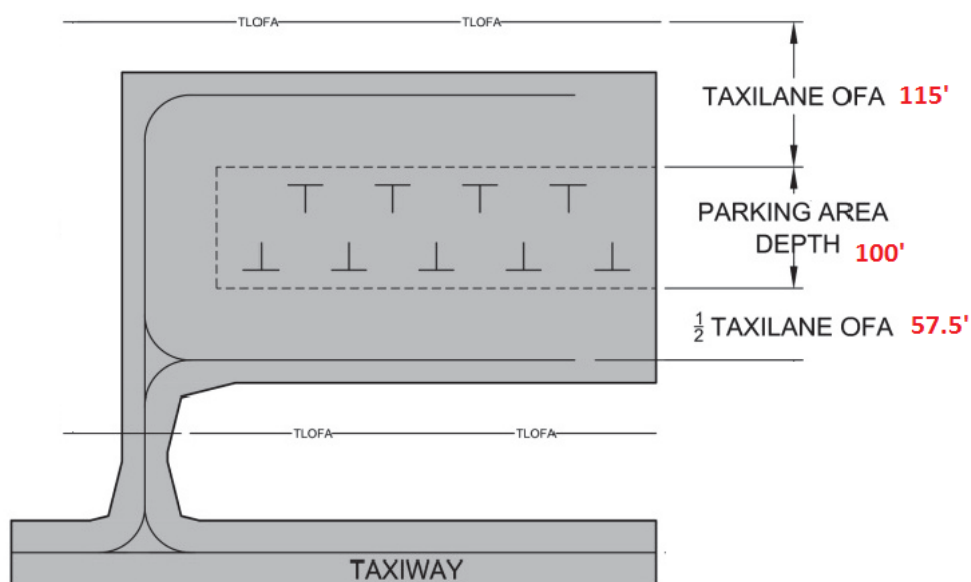 TLOFA TLOFA
TAXILANE OFA 115'
PARKING AREA
DEPTH 100'
½ TAXILANE OFA 57.5'
TLOFA TLOFA
TAXIWAY